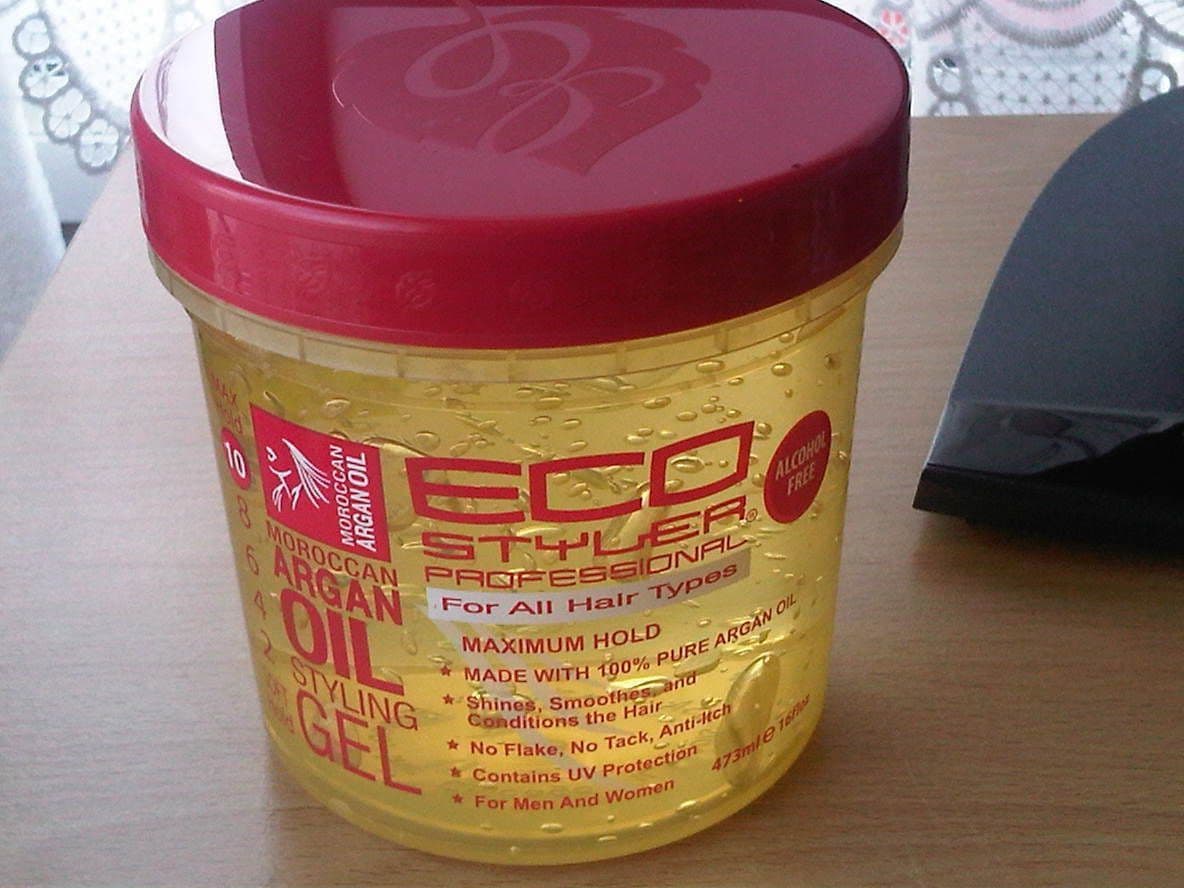 MAX
Hold
10
8
6
4
2
MOROCCAN
ARGAN OIL
MOROCCAN
ARGAN
OIL
STYLING
GEL
ECO
STYLER®
PROFESSIONAL
For All Hair Types
ALCOHOL
FREE
MAXIMUM HOLD
★ MADE WITH 100% PURE ARGAN OIL
★ Shines, Smoothes, and
Conditions the Hair
★ No Flake, No Tack, Anti-Itch
★ Contains UV Protection
★ For Men And Women
473ml e 16Floz